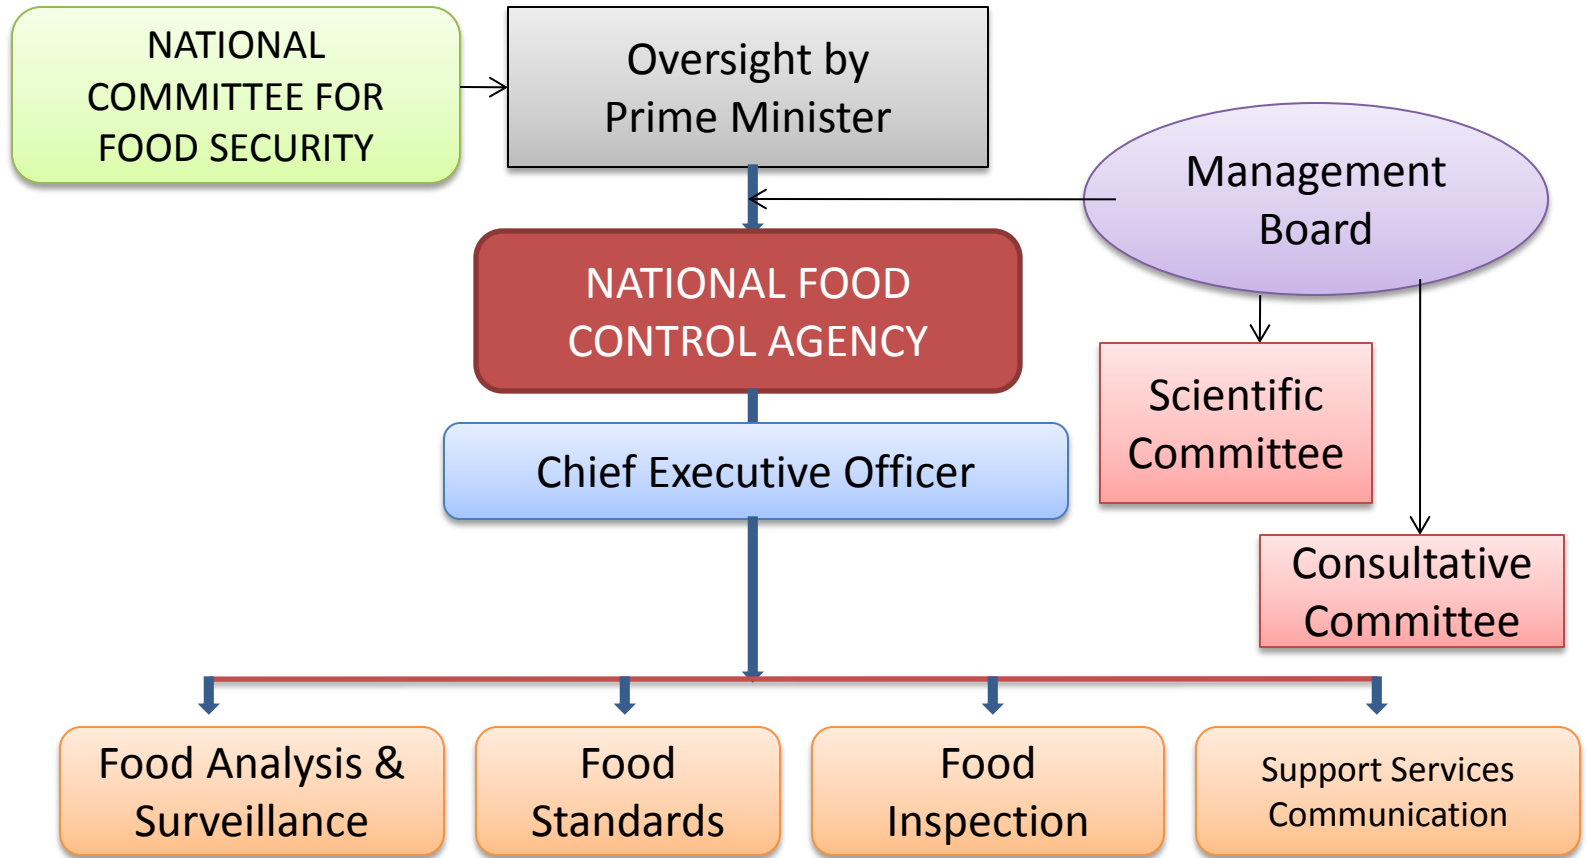 NATIONAL
COMMITTEE FOR
FOOD SECURITY
Oversight by
Prime Minister
Management
Board
NATIONAL FOOD
CONTROL AGENCY
Scientific
Committee
Chief Executive Officer
Consultative
Committee
Food Analysis &
Surveillance
Food
Standards
Food
Inspection
Support Services
Communication